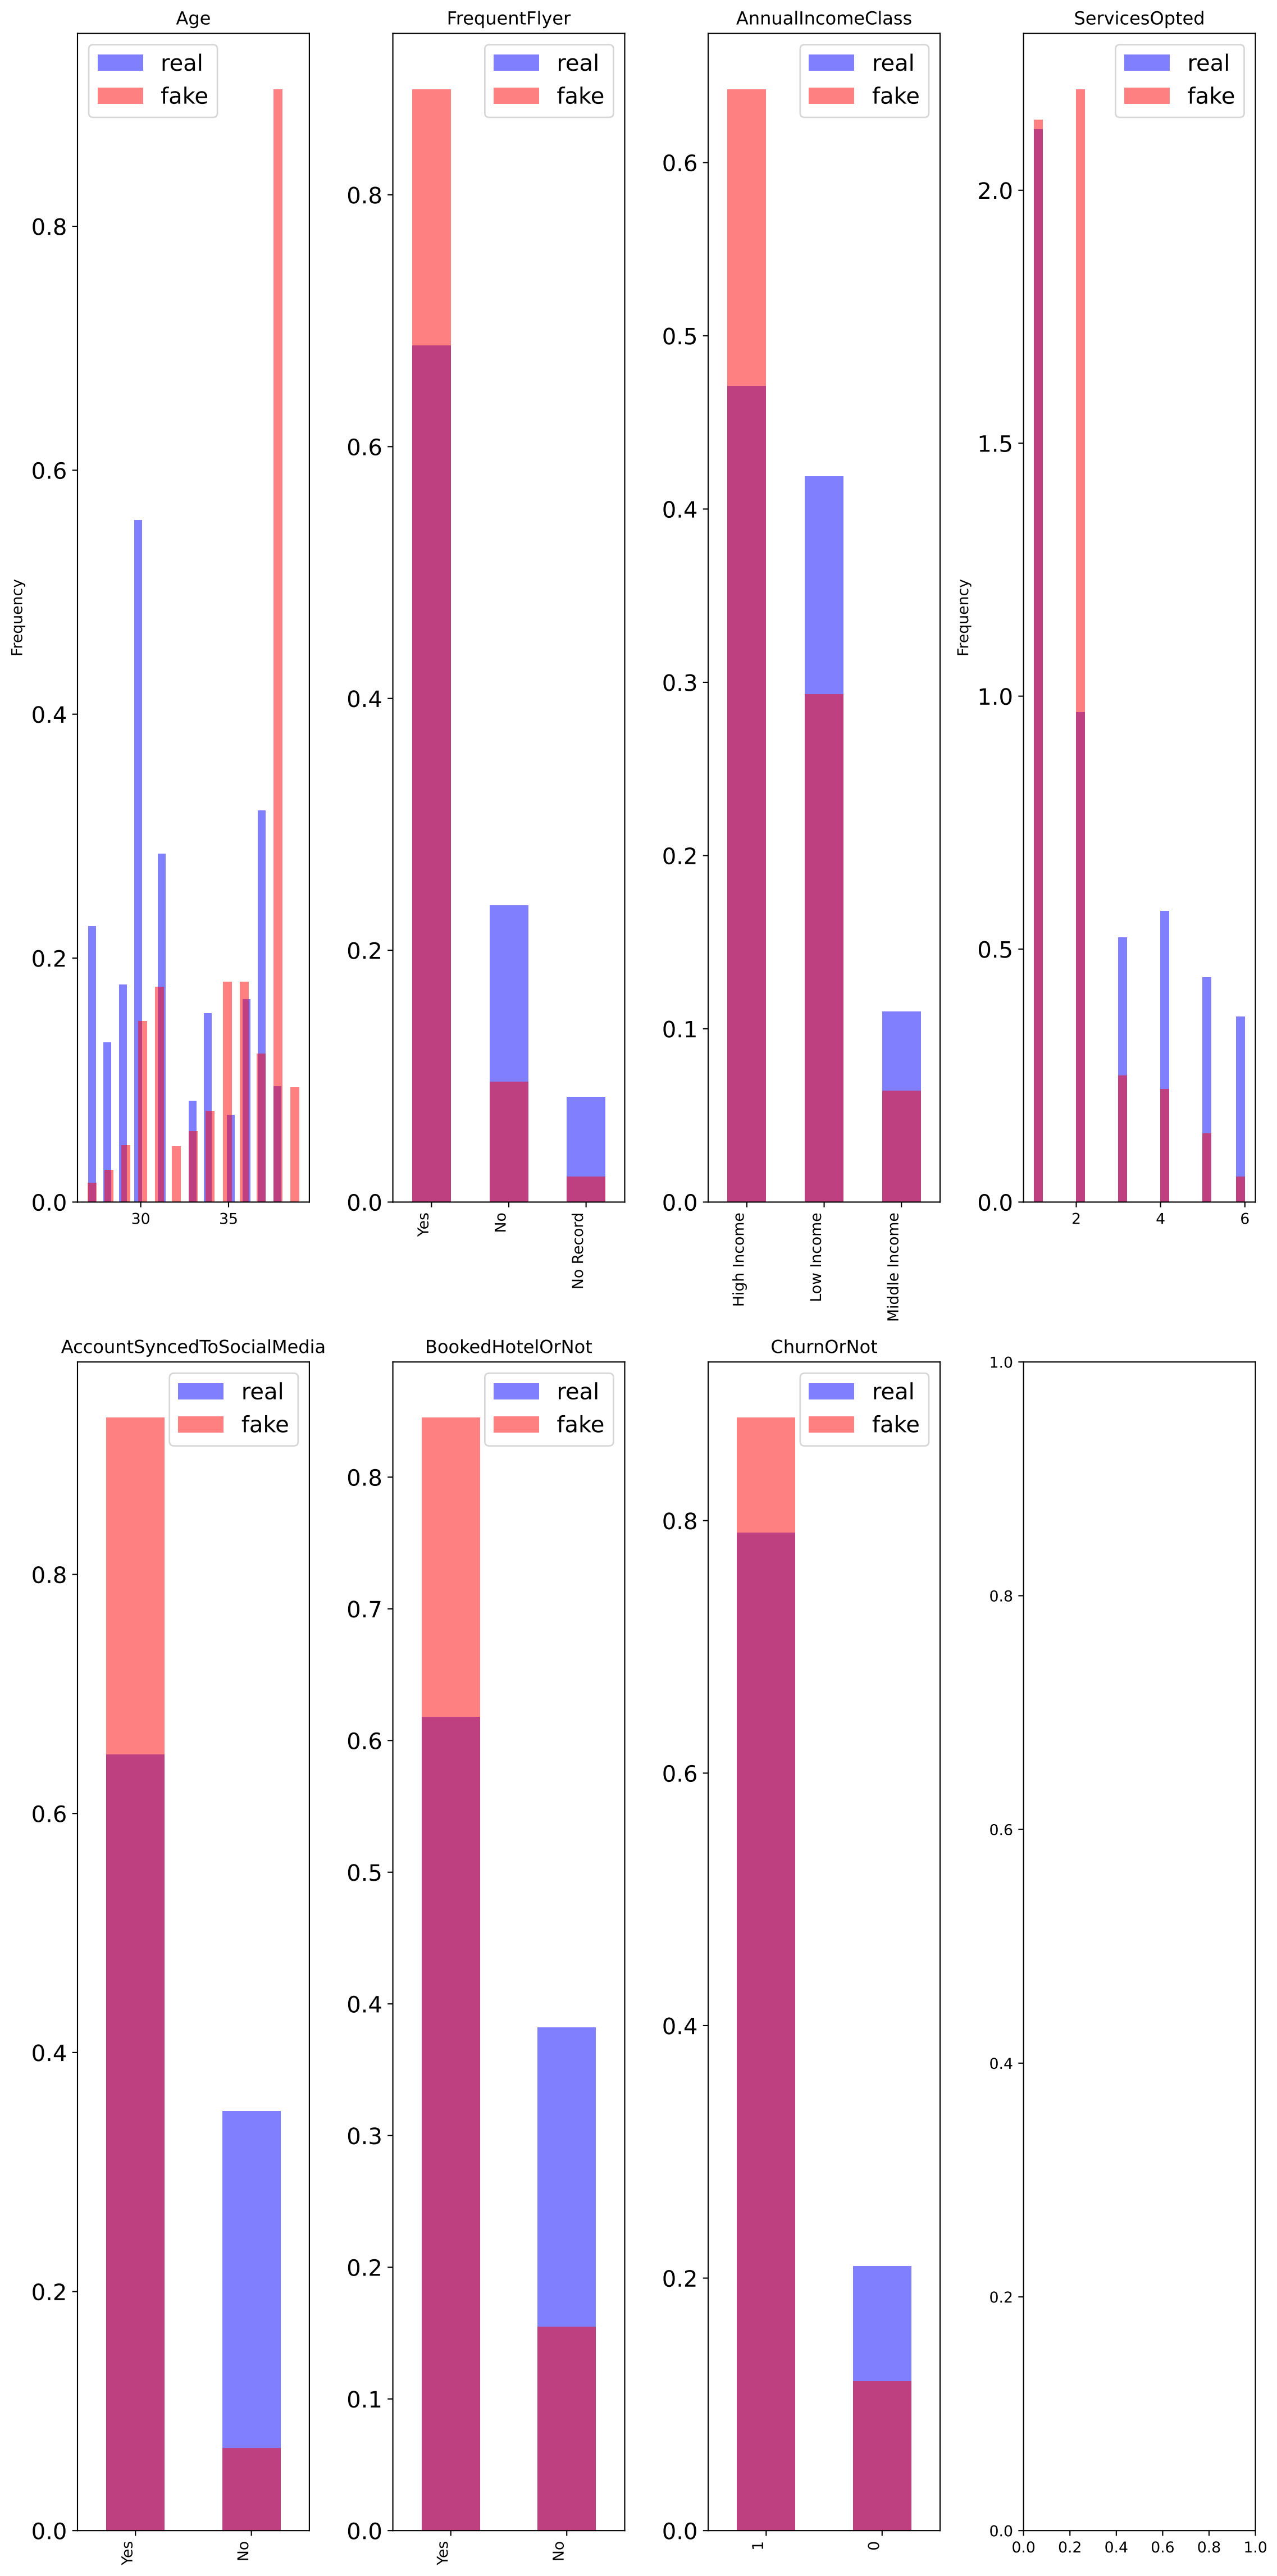 Age
real
fake
Frequency
0.8
0.6
0.4
0.2
0.0
30 35
FrequentFlyer
real
fake
0.8
0.6
0.4
0.2
0.0
Yes
No
No Record
AnnualIncomeClass
real
fake
0.6
0.5
0.4
0.3
0.2
0.1
0.0
High Income
Low Income
Middle Income
ServicesOpted
real
fake
Frequency
2.0
1.5
1.0
0.5
0.0
2 4 6
AccountSyncedToSocialMedia
real
fake
0.8
0.6
0.4
0.2
0.0
Yes
No
BookedHotelOrNot
real
fake
0.8
0.7
0.6
0.5
0.4
0.3
0.2
0.1
0.0
Yes
No
ChurnOrNot
real
fake
0.8
0.6
0.4
0.2
0.0
1
0
1.0
0.8
0.6
0.4
0.2
0.0
0.0 0.2 0.4 0.6 0.8 1.0